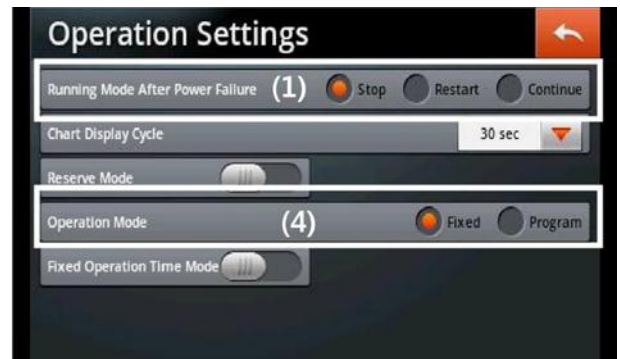 Operation Settings
Running Mode After Power Failure (1) Stop Restart Continue
Chart Display Cycle 30 sec
Reserve Mode
Operation Mode (4) Fixed Program
Fixed Operation Time Mode